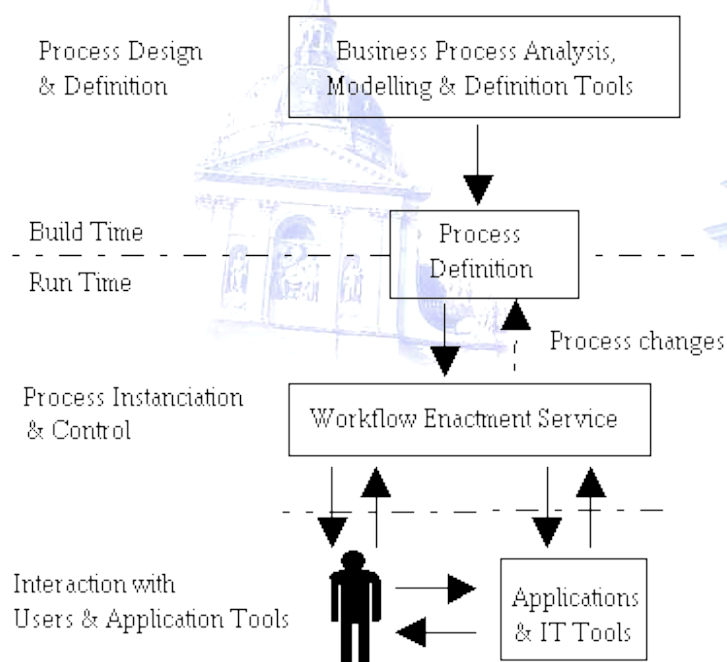 Process Design
& Definition
Business Process Analysis,
Modelling & Definition Tools
Build Time
Run Time
Process
Definition
Process changes
Process Instanciation
& Control
Workflow Enactment Service
Interaction with
Users & Application Tools
Applications
& IT Tools